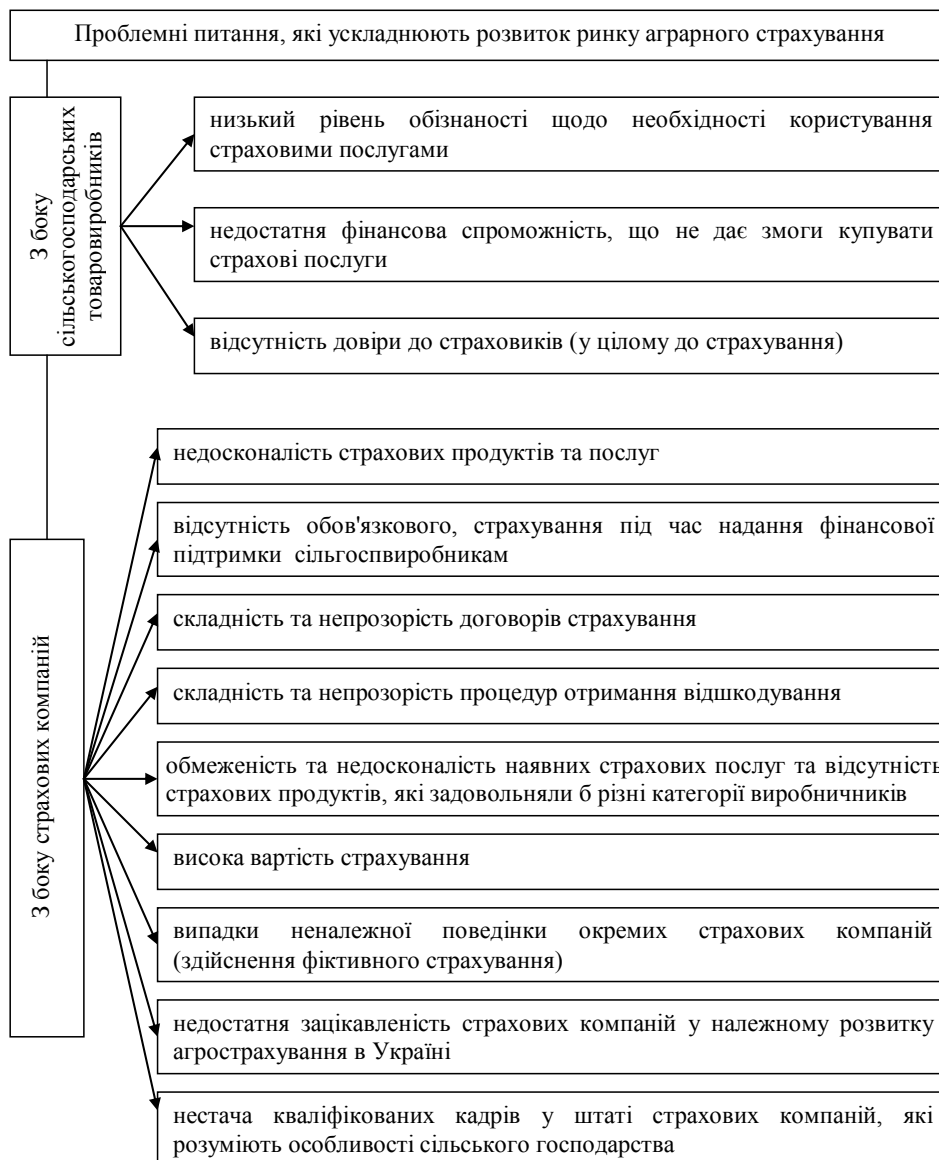 Проблемні питання, які ускладнюють розвиток ринку аграрного страхування
З боку
сільськогосподарських
товаровиробників
низький рівень обізнаності щодо необхідності користування
страховими послугами
недостатня фінансова спроможність, що не дає змоги купувати
страхові послуги
відсутність довіри до страховиків (у цілому до страхування)
З боку страхових компаній
недосконалість страхових продуктів та послуг
відсутність обов'язкового, страхування під час надання фінансової
підтримки сільгоспвиробникам
складність та непрозорість договорів страхування
складність та непрозорість процедур отримання відшкодування
обмеженість та недосконалість наявних страхових послуг та відсутність
страхових продуктів, які задовольняли б різні категорії виробничників
висока вартість страхування
випадки неналежної поведінки окремих страхових компаній
(здійснення фіктивного страхування)
недостатня зацікавленість страхових компаній у належному розвитку
агрострахування в Україні
нестача кваліфікованих кадрів у штаті страхових компаній, які
розуміють особливості сільського господарства